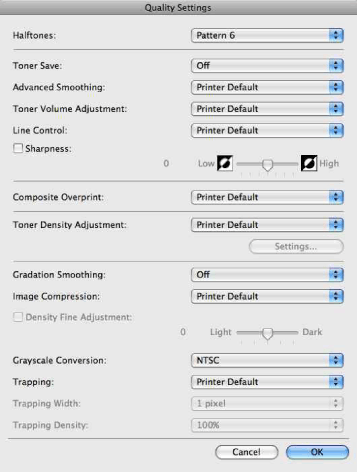 Quality Settings
Halftones: Pattern 6
Toner Save: Off
Advanced Smoothing: Printer Default
Toner Volume Adjustment: Printer Default
Line Control: Printer Default
Sharpness:
0 Low High
Composite Overprint: Printer Default
Toner Density Adjustment: Printer Default
Settings...
Gradation Smoothing: Off
Image Compression: Printer Default
Density Fine Adjustment:
0 Light Dark
Grayscale Conversion: NTSC
Trapping: Printer Default
Trapping Width: 1 pixel
Trapping Density: 100%
Cancel OK